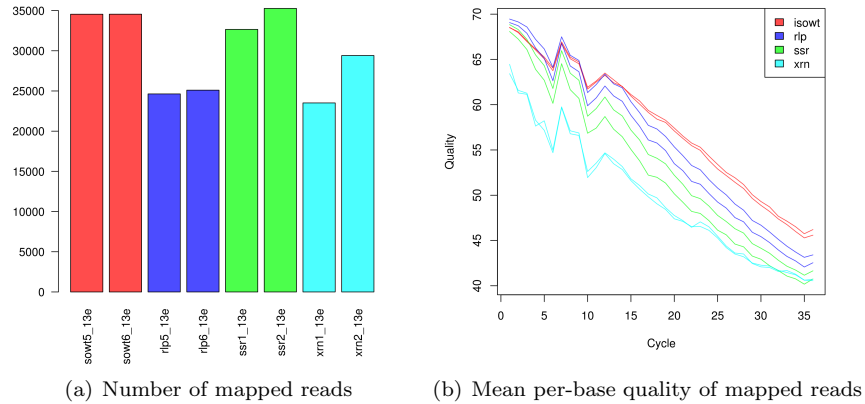 35000
30000
25000
20000
15000
10000
5000
0
sowt5_13e
sowt6_13e
rlp5_13e
rlp6_13e
ssr1_13e
ssr2_13e
xrn1_13e
xrn2_13e
(a) Number of mapped reads
isowt
rlp
ssr
xrn
Quality
70
65
60
55
50
45
40
0 5 10 15 20 25 30 35
Cycle
(b) Mean per-base quality of mapped reads